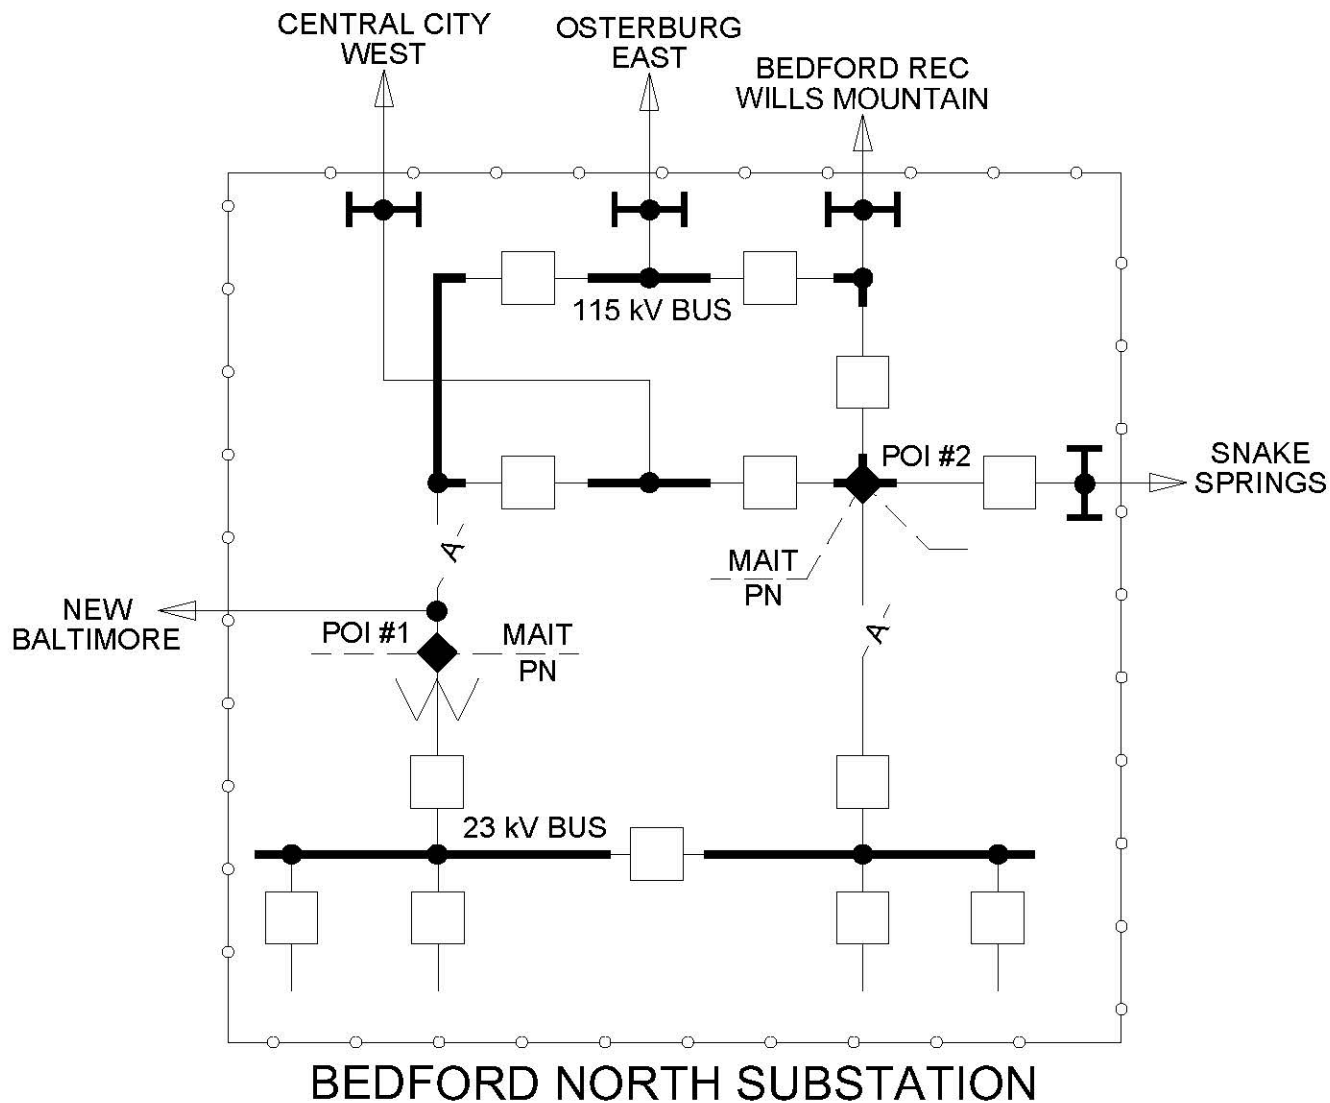 CENTRAL CITY
WEST
OSTERBURG
EAST
BEDFORD REC
WILLS MOUNTAIN
115 kV BUS
POI #2
SNAKE
SPRINGS
A
MAIT
PN
NEW
BALTIMORE
POI #1
MAIT
PN
A
23 kV BUS
BEDFORD NORTH SUBSTATION